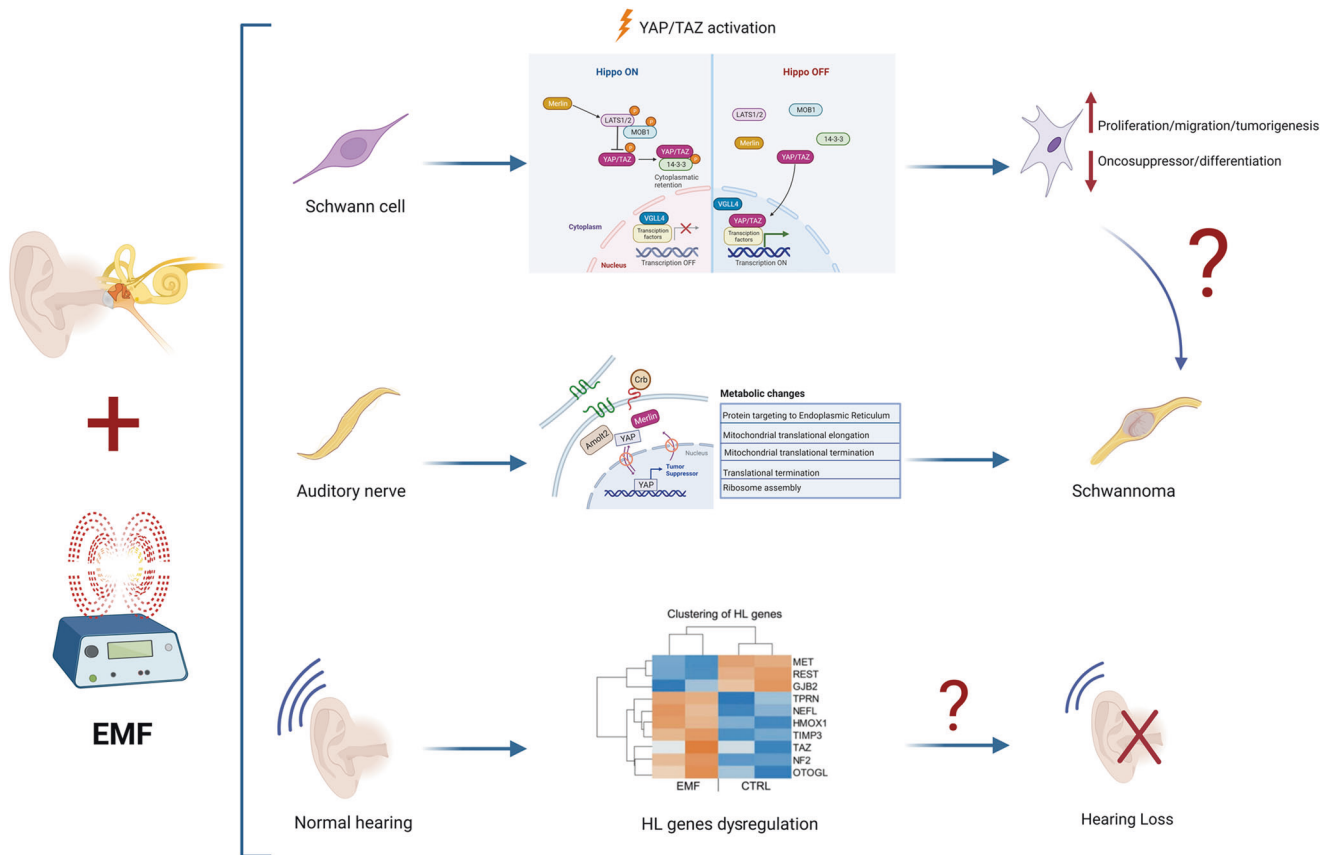 YAP/TAZ activation
Hippo ON
Hippo OFF
Merlin
P
LATS1/2
P
MOB1
P
YAP/TAZ
YAP/TAZ
P
14-3-3
Cytoplasmatic
retention
VGLL4
Cytoplasm
Transcription
factors
Nucleus
Transcription OFF
LATS1/2
MOB1
Merlin
14-3-3
YAP/TAZ
VGLL4
YAP/TAZ
Transcription
factors
Transcription ON
Schwann cell
Proliferation/migration/tumorigenesis
Oncosuppressor/differentiation
?
+
EMF
Auditory nerve
Crb
Merlin
Amolt2
YAP
Nucleus
Tumor
Suppressor
YAP
Metabolic changes
Protein targeting to Endoplasmic Reticulum
Mitochondrial translational elongation
Mitochondrial translational termination
Translational termination
Ribosome assembly
Schwannoma
Normal hearing
Clustering of HL genes
MET
REST
GJB2
TPRN
NEFL
HMOX1
TIMP3
TAZ
NF2
OTOGL
EMF
CTRL
HL genes dysregulation
?
Hearing Loss